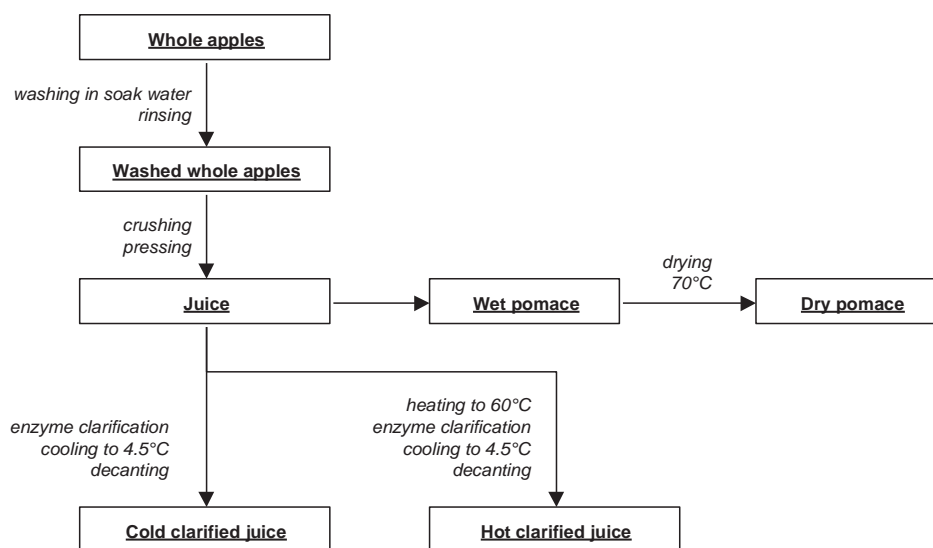 Whole apples
washing in soak water
rinsing
Washed whole apples
crushing
pressing
drying
70°C
Juice
Wet pomace
Dry pomace
enzyme clarification
cooling to 4.5°C
decanting
heating to 60°C
enzyme clarification
cooling to 4.5°C
decanting
Cold clarified juice
Hot clarified juice